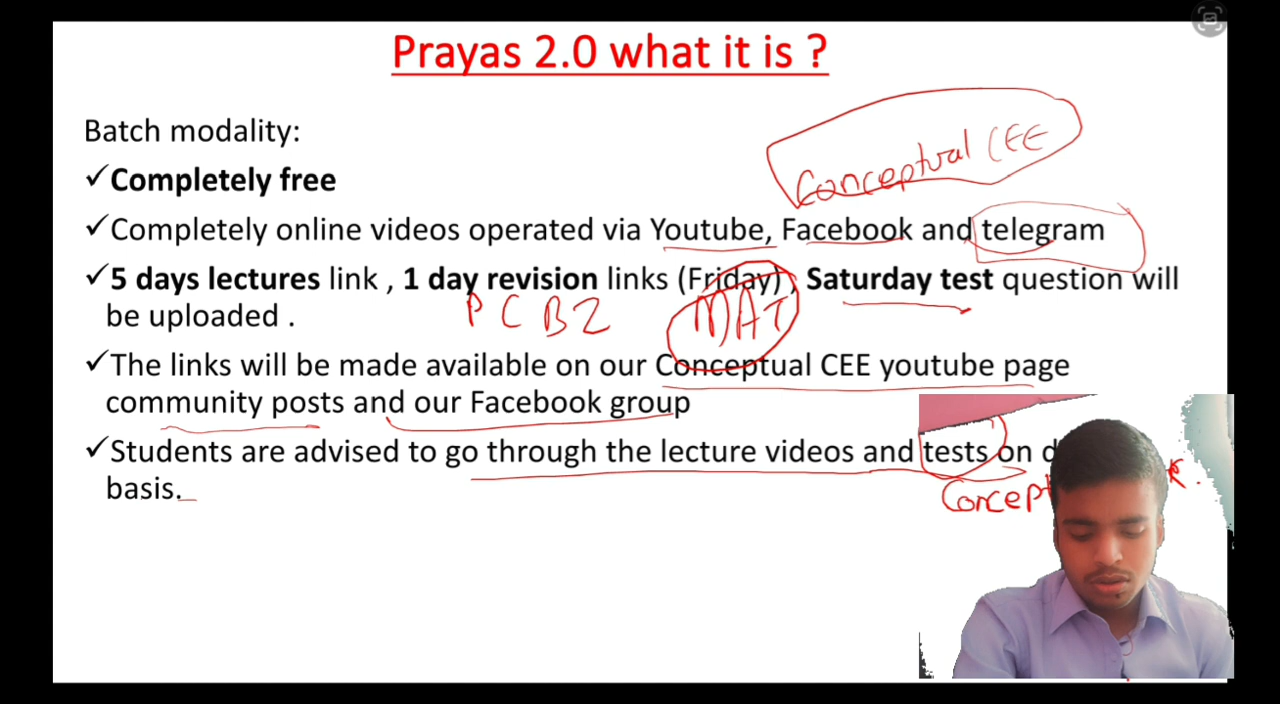 Prayas 2.0 what it is ?
Batch modality:
Conceptual CEE
✓Completely free
✓Completely online videos operated via Youtube, Facebook and telegram
✓5 days lectures link , 1 day revision links (Friday) , Saturday test question will
be uploaded .
P C B Z MAT
✓The links will be made available on our Conceptual CEE youtube page
community posts and our Facebook group
✓Students are advised to go through the lecture videos and tests on
basis.